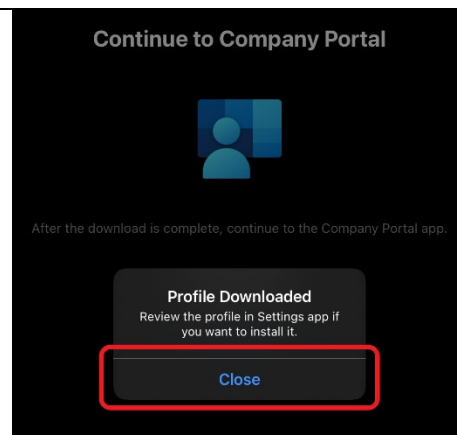 Continue to Company Portal
After the download is complete, continue to the Company Portal app.
Profile Downloaded
Review the profile in Settings app if
you want to install it.
Close